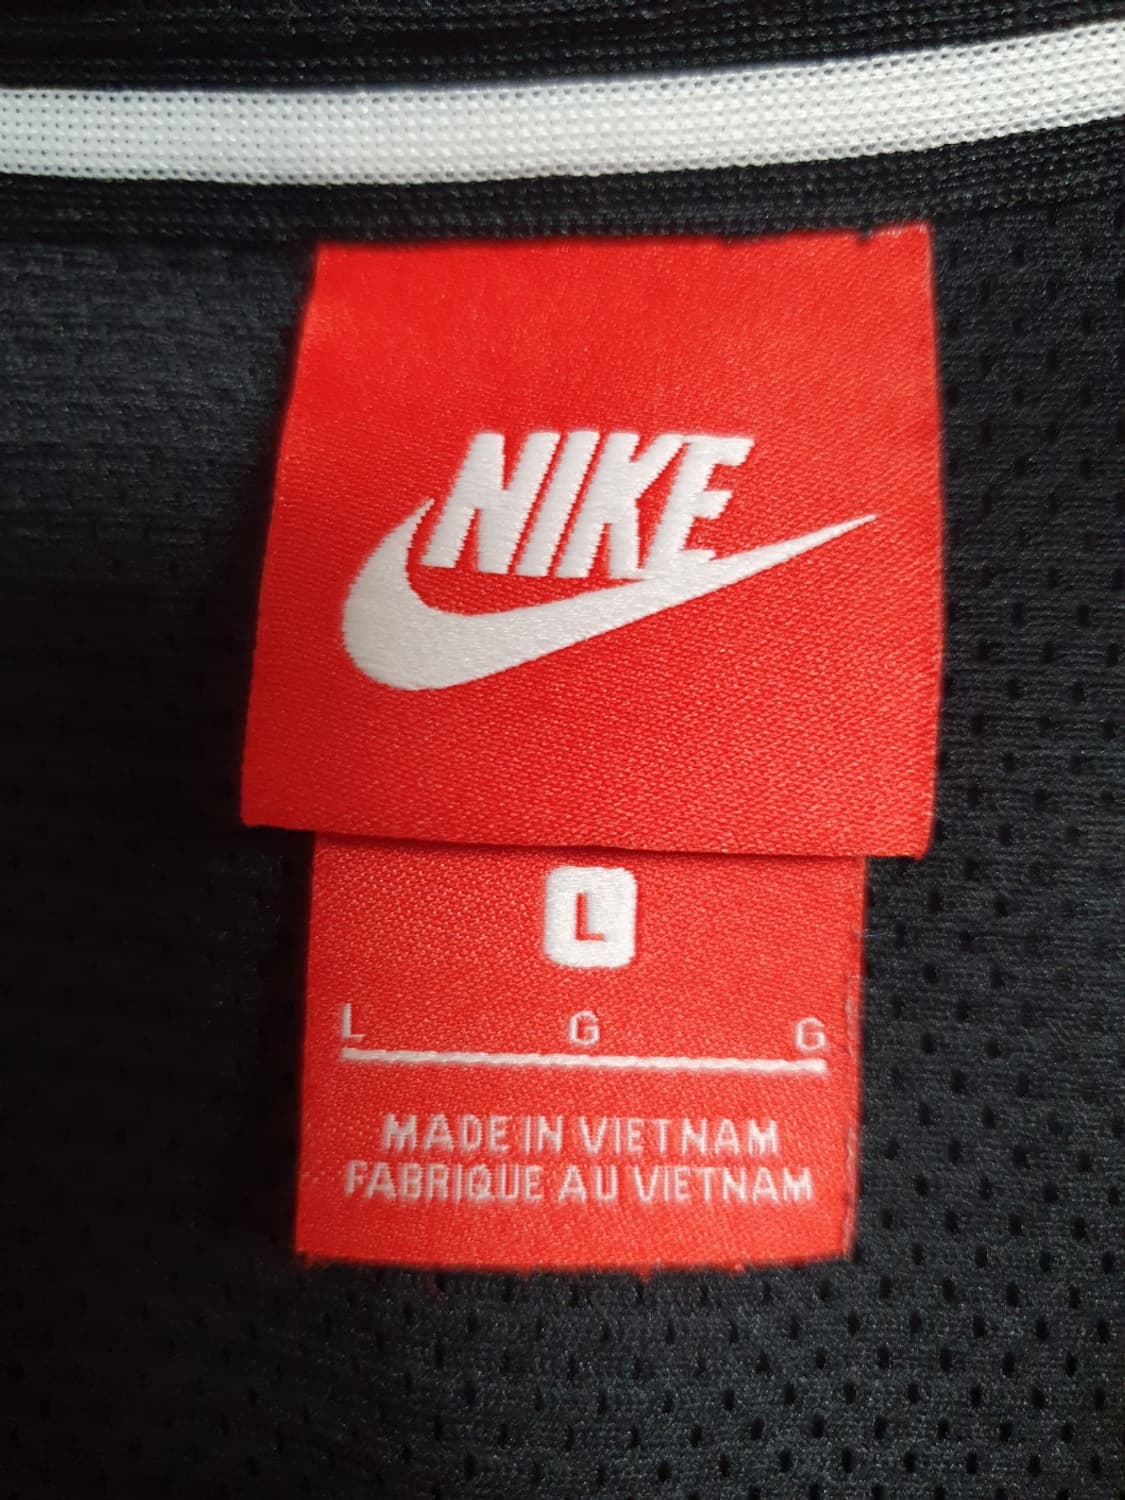 NIKE
L
L G G
MADE IN VIETNAM
FABRIQUE AU VIETNAM